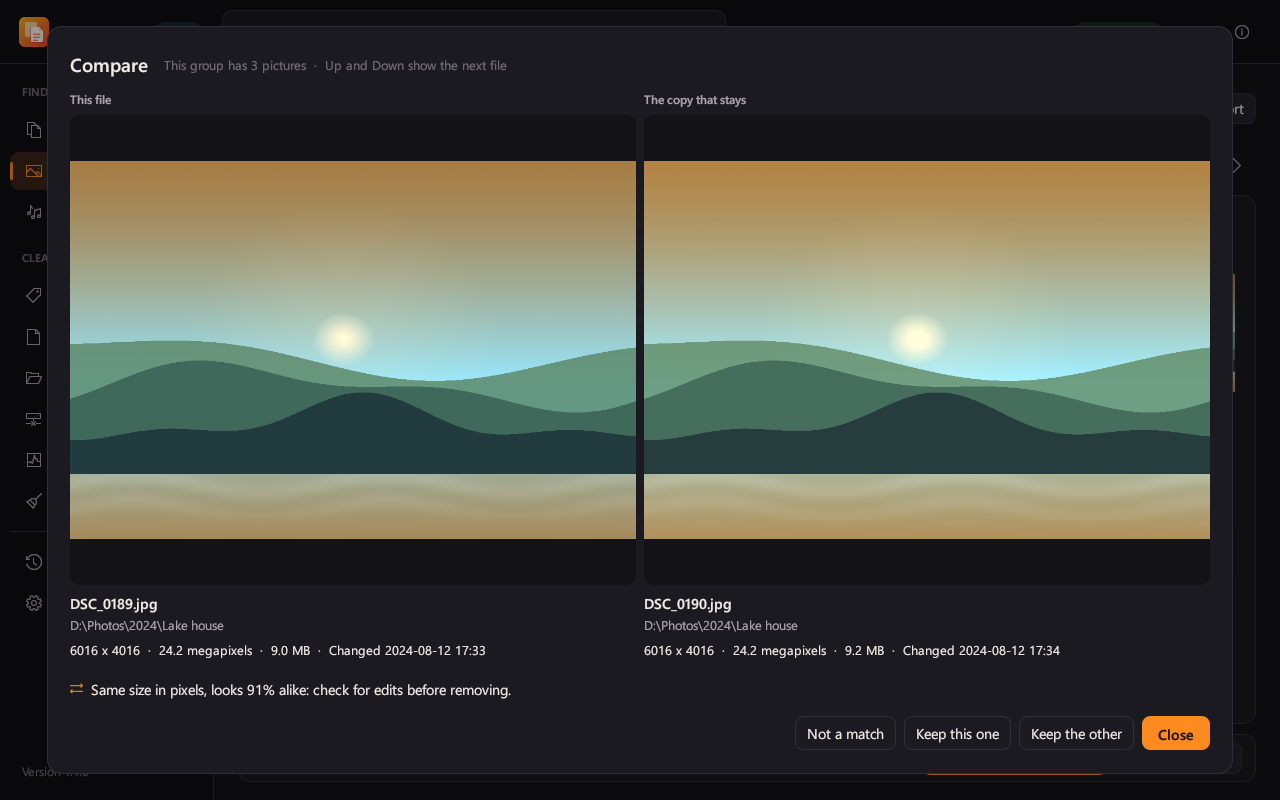 Compare
This group has 3 pictures · Up and Down show the next file
This file
The copy that stays
DSC_0189.jpg
D:\Photos\2024\Lake house
6016 x 4016 · 24.2 megapixels · 9.0 MB · Changed 2024-08-12 17:33
DSC_0190.jpg
D:\Photos\2024\Lake house
6016 x 4016 · 24.2 megapixels · 9.2 MB · Changed 2024-08-12 17:34
Same size in pixels, looks 91% alike: check for edits before removing.
Not a match
Keep this one
Keep the other
Close
FIND
Version